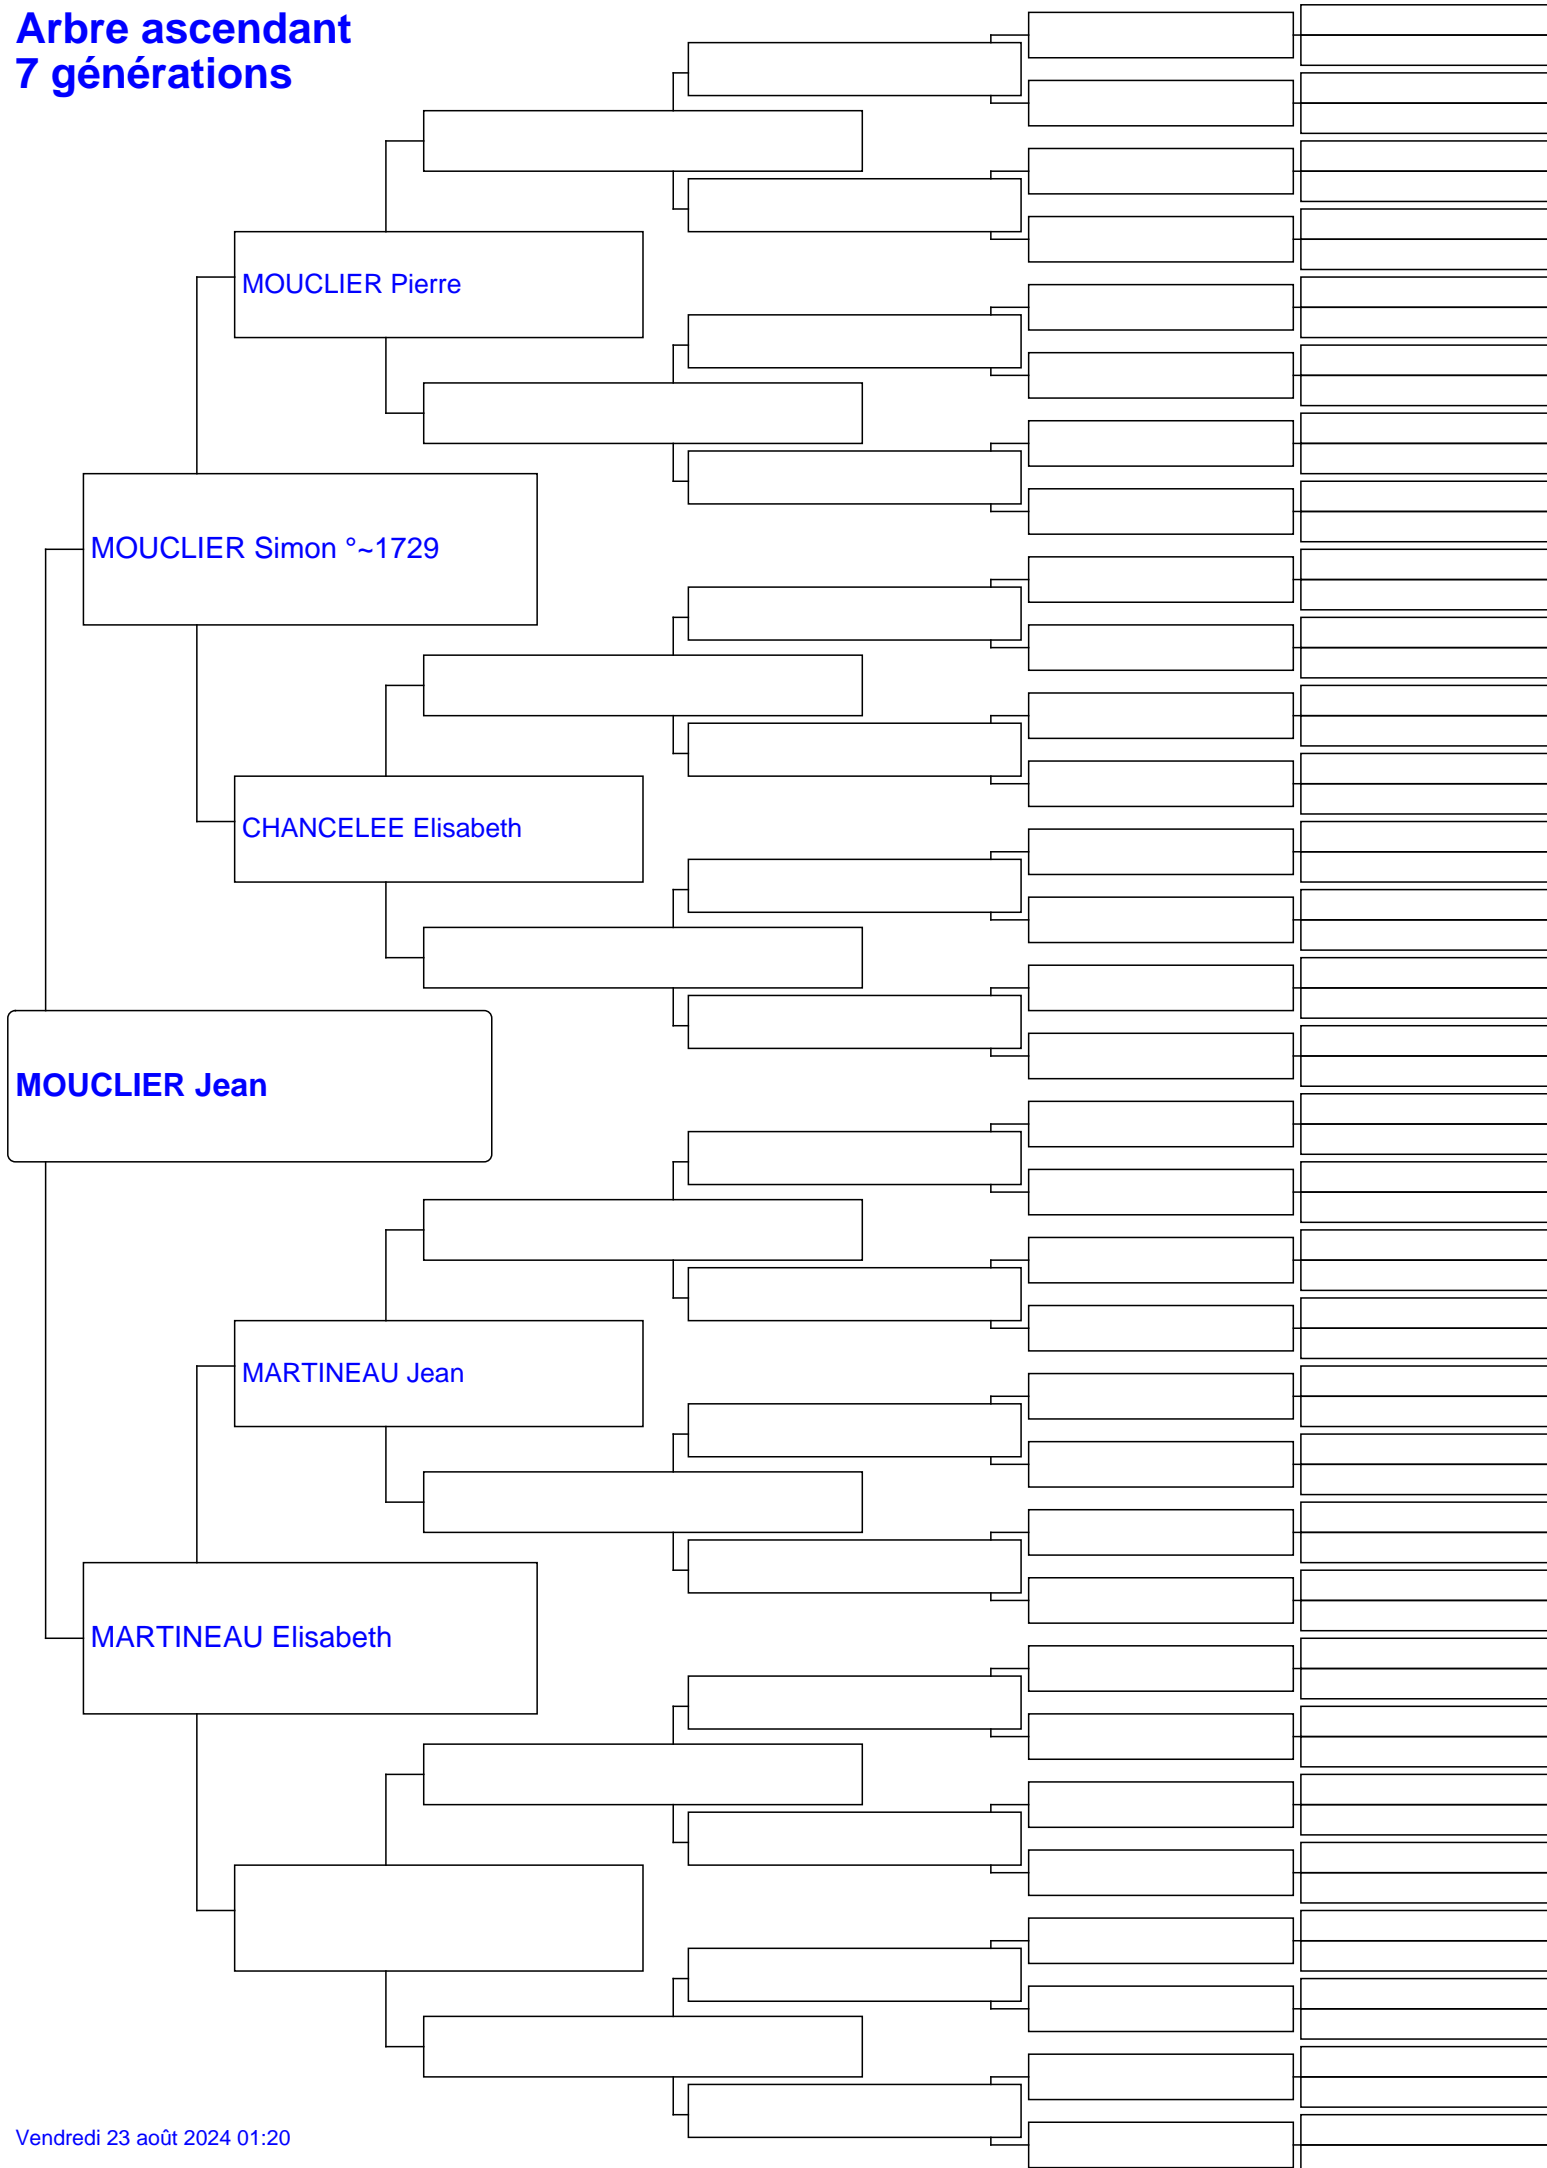 Arbre ascendant
7 générations
MOUCLIER Pierre
MOUCLIER Simon °~1729
CHANCELEE Elisabeth
MOUCLIER Jean
MARTINEAU Jean
MARTINEAU Elisabeth
Vendredi 23 août 2024 01:20